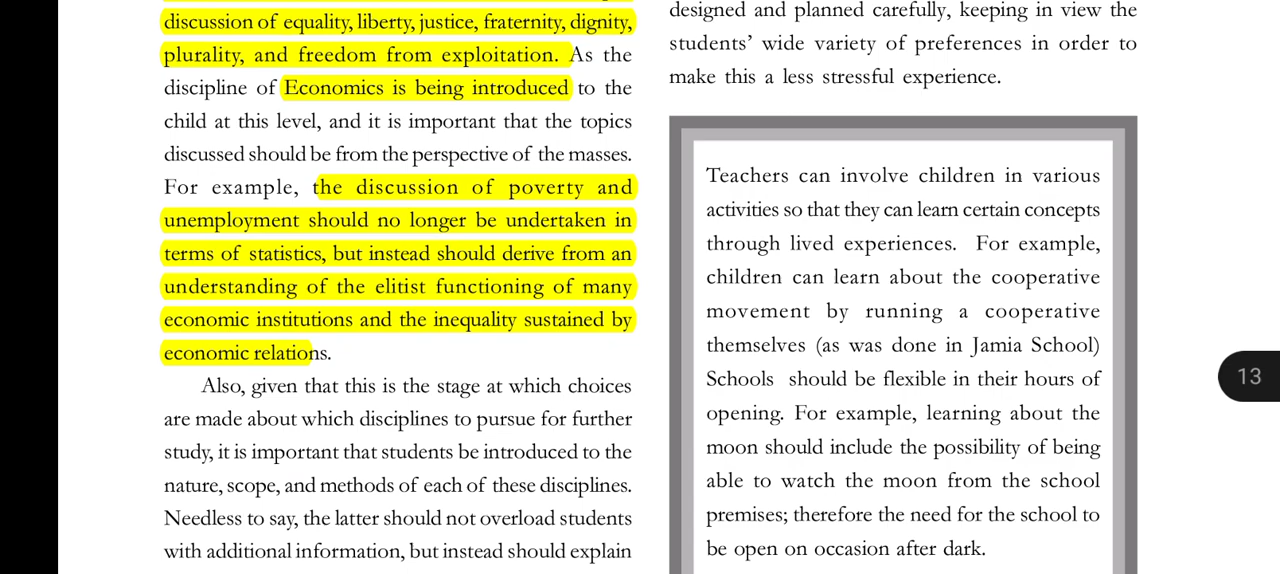 discussion of equality, liberty, justice, fraternity, dignity,
plurality, and freedom from exploitation. As the
discipline of Economics is being introduced to the
child at this level, and it is important that the topics
discussed should be from the perspective of the masses.
For example, the discussion of poverty and
unemployment should no longer be undertaken in
terms of statistics, but instead should derive from an
understanding of the elitist functioning of many
economic institutions and the inequality sustained by
economic relations.
Also, given that this is the stage at which choices
are made about which disciplines to pursue for further
study, it is important that students be introduced to the
nature, scope, and methods of each of these disciplines.
Needless to say, the latter should not overload students
with additional information, but instead should explain
designed and planned carefully, keeping in view the
students’ wide variety of preferences in order to
make this a less stressful experience.
Teachers can involve children in various
activities so that they can learn certain concepts
through lived experiences. For example,
children can learn about the cooperative
movement by running a cooperative
themselves (as was done in Jamia School)
Schools should be flexible in their hours of
opening. For example, learning about the
moon should include the possibility of being
able to watch the moon from the school
premises; therefore the need for the school to
be open on occasion after dark.
13